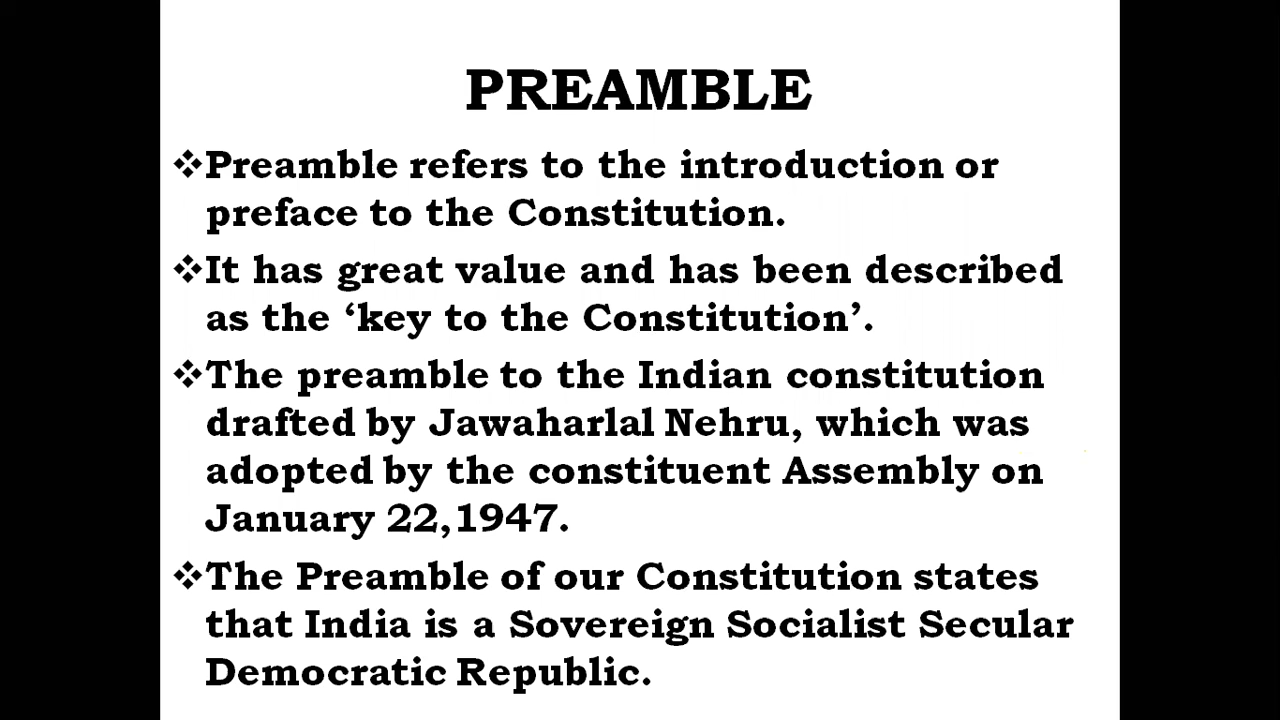 PREAMBLE
❖Preamble refers to the introduction or
preface to the Constitution.
❖It has great value and has been described
as the ‘key to the Constitution’.
❖The preamble to the Indian constitution
drafted by Jawaharlal Nehru, which was
adopted by the constituent Assembly on
January 22,1947.
❖The Preamble of our Constitution states
that India is a Sovereign Socialist Secular
Democratic Republic.